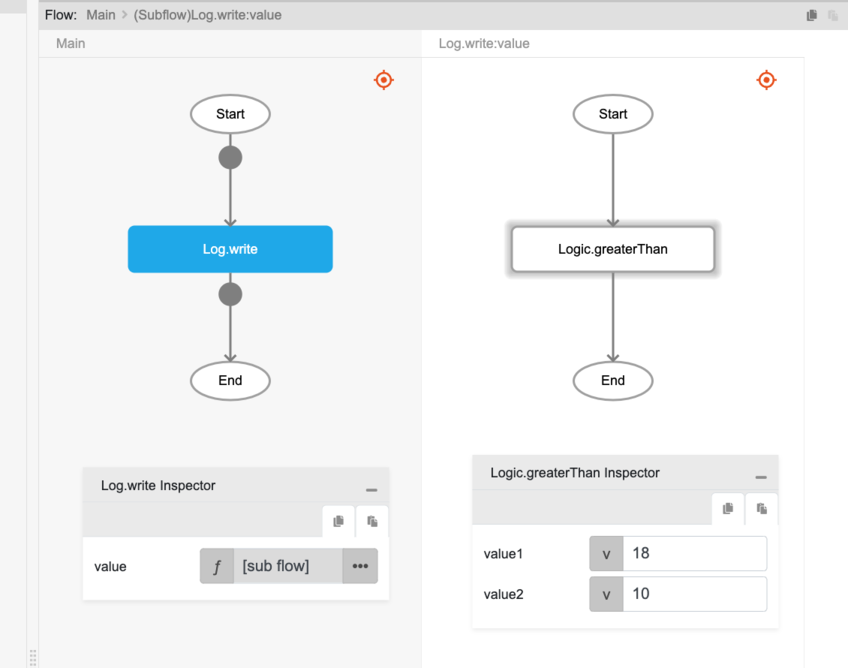 Flow: Main > (Subflow)Log.write:value
Main
Log.write:value
Start
Log.write
End
Start
Logic.greaterThan
End
Log.write Inspector
value f [sub flow] •••
Logic.greaterThan Inspector
value1 v 18
value2 v 10